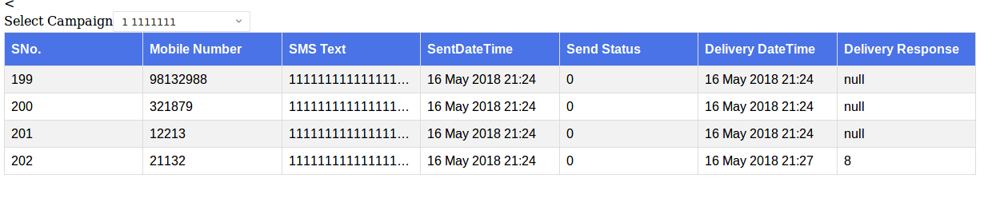 <
Select Campaign 1 1111111
SNo. Mobile Number SMS Text SentDateTime Send Status Delivery DateTime Delivery Response
199 98132988 111111111111111... 16 May 2018 21:24 0 16 May 2018 21:24 null
200 321879 111111111111111... 16 May 2018 21:24 0 16 May 2018 21:24 null
201 12213 111111111111111... 16 May 2018 21:24 0 16 May 2018 21:24 null
202 21132 111111111111111... 16 May 2018 21:24 0 16 May 2018 21:27 8